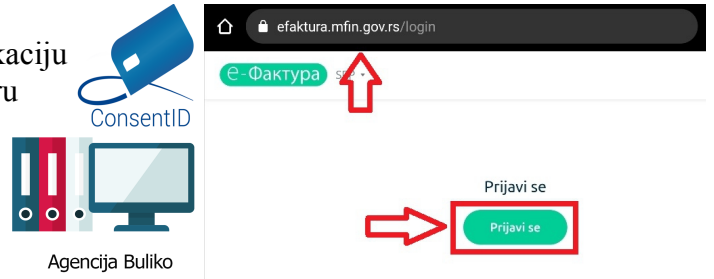 kaciju
ru
ConsentID
Agencija Buliko
efaktura.mfin.gov.rs/login
е-Фактура
Prijavi se
Prijavi se